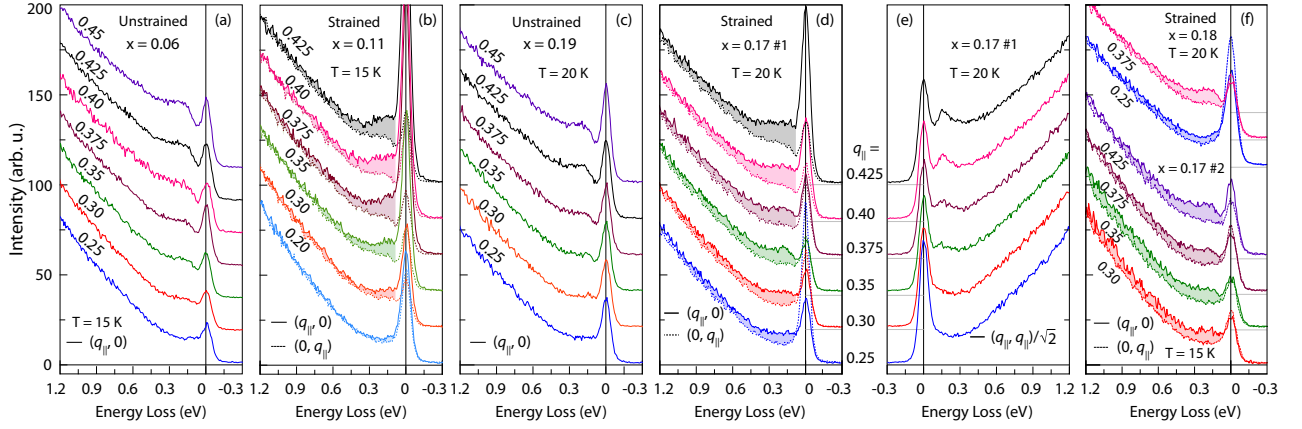 Intensity (arb. u.)
200
150
100
50
0
Unstrained (a)
x = 0.06
0.45
0.425
0.40
0.375
0.35
0.30
0.25
T = 15 K
(q||, 0)
1.2 0.9 0.6 0.3 0 -0.3
Energy Loss (eV)
Strained (b)
x = 0.11
T = 15 K
0.425
0.40
0.375
0.35
0.30
0.20
(q||, 0)
(0, q||)
1.2 0.9 0.6 0.3 0 -0.3
Energy Loss (eV)
Unstrained (c)
x = 0.19
T = 20 K
0.45
0.425
0.375
0.35
0.30
0.25
(q||, 0)
1.2 0.9 0.6 0.3 0 -0.3
Energy Loss (eV)
Strained (d)
x = 0.17 #1
T = 20 K
(q||, 0)
(0, q||)
1.2 0.9 0.6 0.3 0 -0.3
Energy Loss (eV)
q|| =
0.425
0.40
0.375
0.35
0.30
0.25
(e)
x = 0.17 #1
T = 20 K
(q||, q||)/√2
-0.3 0 0.3 0.6 0.9 1.2
Energy Loss (eV)
Strained (f)
x = 0.18
T = 20 K
0.375
0.25
x = 0.17 #2
0.425
0.375
0.35
0.30
(q||, 0)
(0, q||)
T = 15 K
1.2 0.9 0.6 0.3 0 -0.3
Energy Loss (eV)